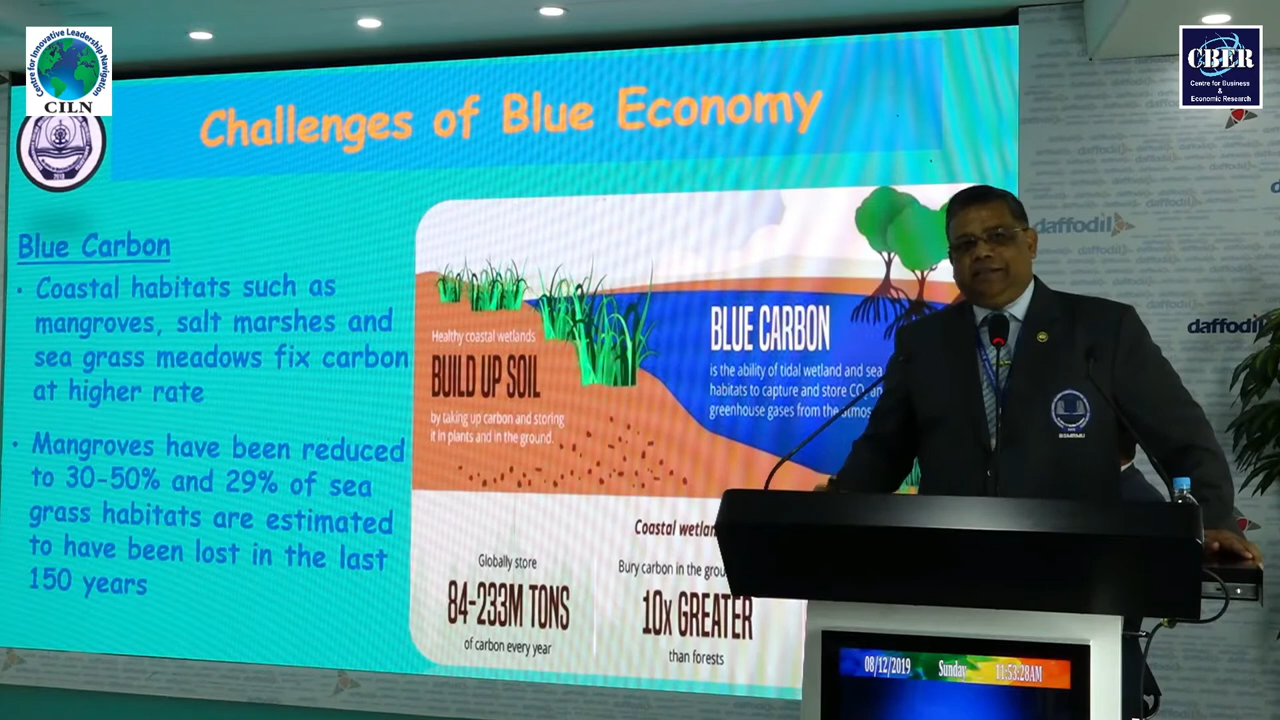 Centre for Innovative Leadership Navigation
CILN
CBER
Centre for Business
&
Economic Research
Challenges of Blue Economy
Blue Carbon
• Coastal habitats such as
mangroves, salt marshes and
sea grass meadows fix carbon
at higher rate
• Mangroves have been reduced
to 30-50% and 29% of sea
grass habitats are estimated
to have been lost in the last
150 years
Healthy coastal wetlands
BUILD UP SOIL
by taking up carbon and storing
it in plants and in the ground.
BLUE CARBON
is the ability of tidal wetland and sea
habitats to capture and store CO₂
greenhouse gases from the
Coastal
Globally store
84-233M TONS
of carbon every year
Bury carbon in the
10x GREATER
than forests
daffodil
daffodil
BSMRMU
08/12/2019 Sunday 11:53:28AM